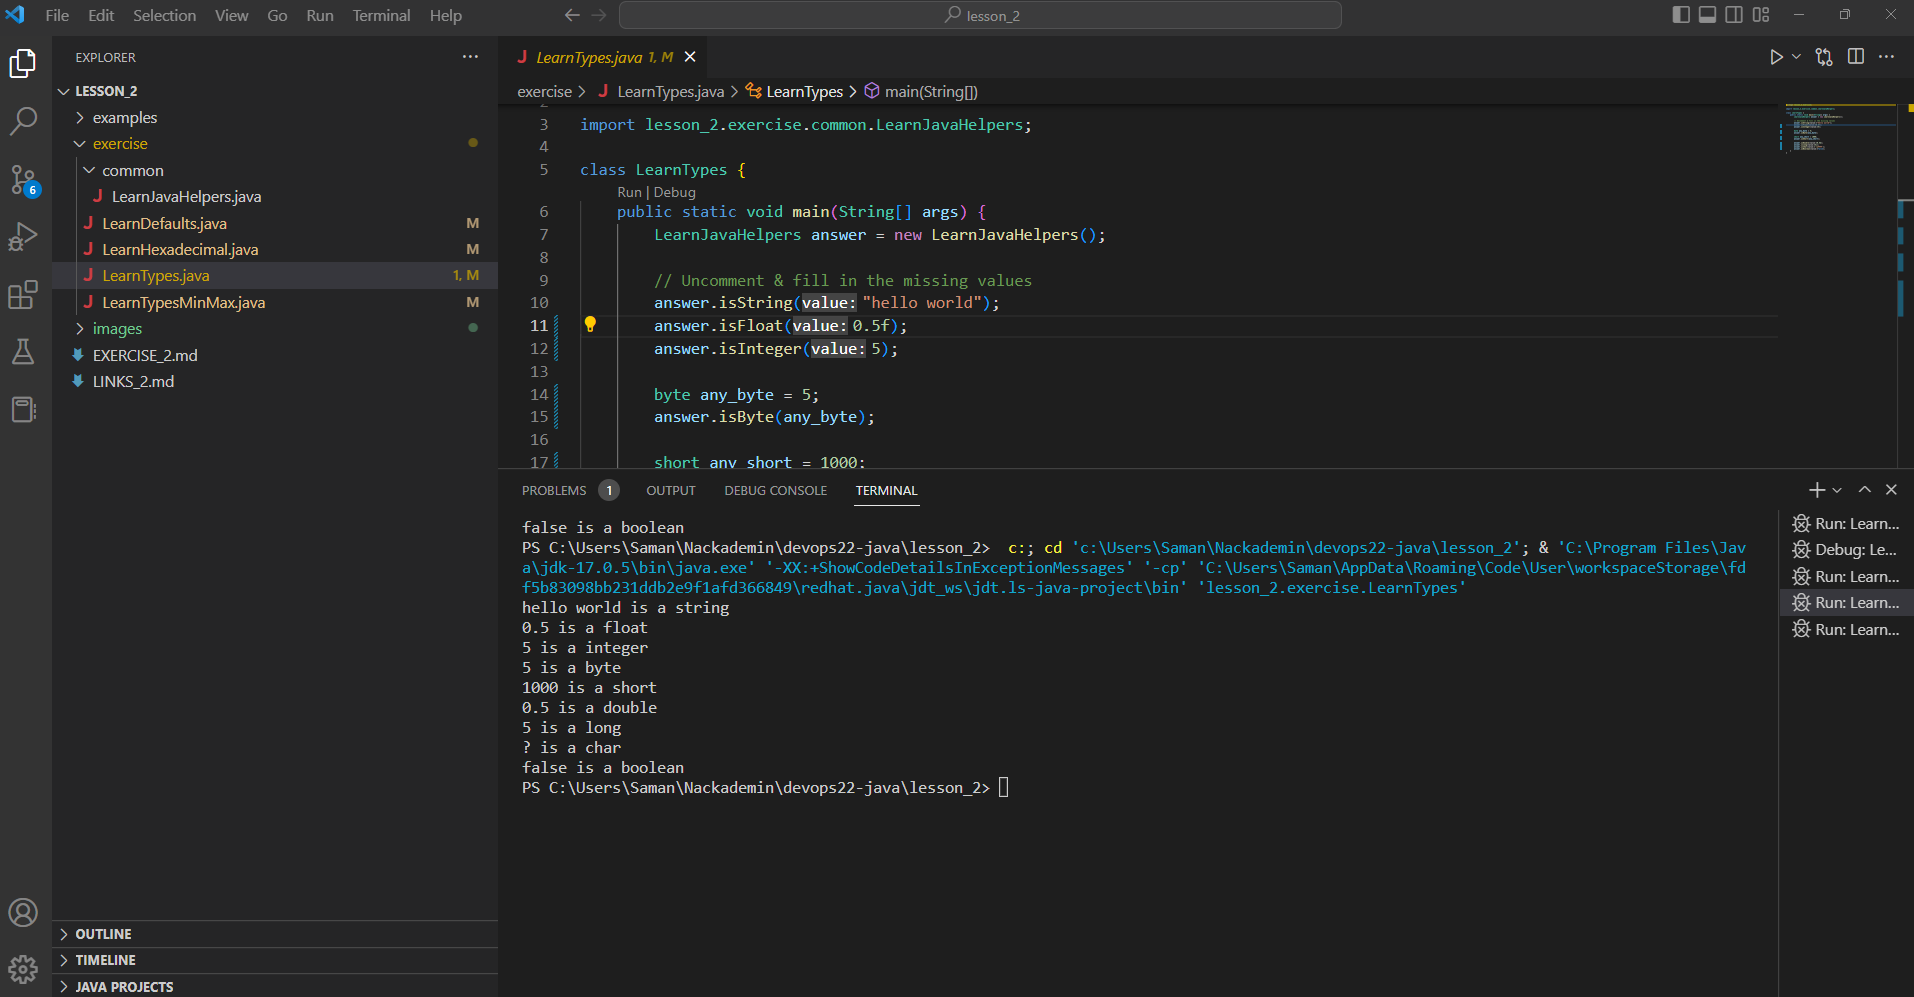 File Edit Selection View Go Run Terminal Help
lesson_2
EXPLORER
LESSON_2
examples
exercise
common
LearnJavaHelpers.java
LearnDefaults.java M
LearnHexadecimal.java M
LearnTypes.java 1, M
LearnTypesMinMax.java M
images
EXERCISE_2.md
LINKS_2.md
6
OUTLINE
TIMELINE
JAVA PROJECTS
LearnTypes.java 1, M
exercise > LearnTypes.java > LearnTypes > main(String[])
3 import lesson_2.exercise.common.LearnJavaHelpers;
4
5 class LearnTypes {
Run | Debug
6 public static void main(String[] args) {
7 LearnJavaHelpers answer = new LearnJavaHelpers();
8
9 // Uncomment & fill in the missing values
10 answer.isString(value: "hello world");
11 answer.isFloat(value: 0.5f);
12 answer.isInteger(value: 5);
13
14 byte any_byte = 5;
15 answer.isByte(any_byte);
16
17 short any_short = 1000;
PROBLEMS 1 OUTPUT DEBUG CONSOLE TERMINAL
false is a boolean
PS C:\Users\Saman\Nackademin\devops22-java\lesson_2>  c:; cd 'c:\Users\Saman\Nackademin\devops22-java\lesson_2'; & 'C:\Program Files\Jav
a\jdk-17.0.5\bin\java.exe' '-XX:+ShowCodeDetailsInExceptionMessages' '-cp' 'C:\Users\Saman\AppData\Roaming\Code\User\workspaceStorage\fd
f5b83098bb231ddb2e9f1afd366849\redhat.java\jdt_ws\jdt.ls-java-project\bin' 'lesson_2.exercise.LearnTypes'
hello world is a string
0.5 is a float
5 is a integer
5 is a byte
1000 is a short
0.5 is a double
5 is a long
? is a char
false is a boolean
PS C:\Users\Saman\Nackademin\devops22-java\lesson_2>
Run: Learn...
Debug: Le...
Run: Learn...
Run: Learn...
Run: Learn...